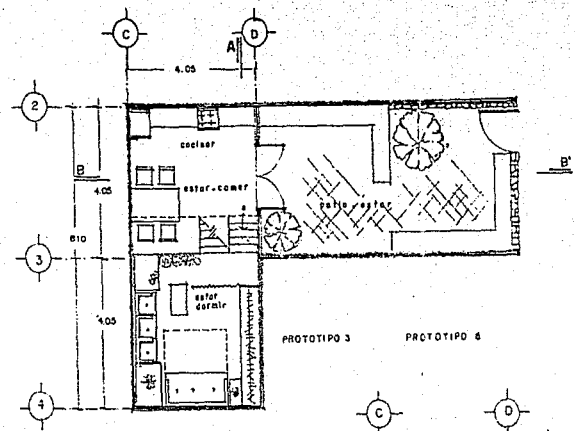 C
D
A
4.05
2
cocinar
B
B'
4.05
estar-comer
patio-estar
810
3
estar
dormir
4.05
PROTOTIPO 3
PROTOTIPO 6
4
C
D